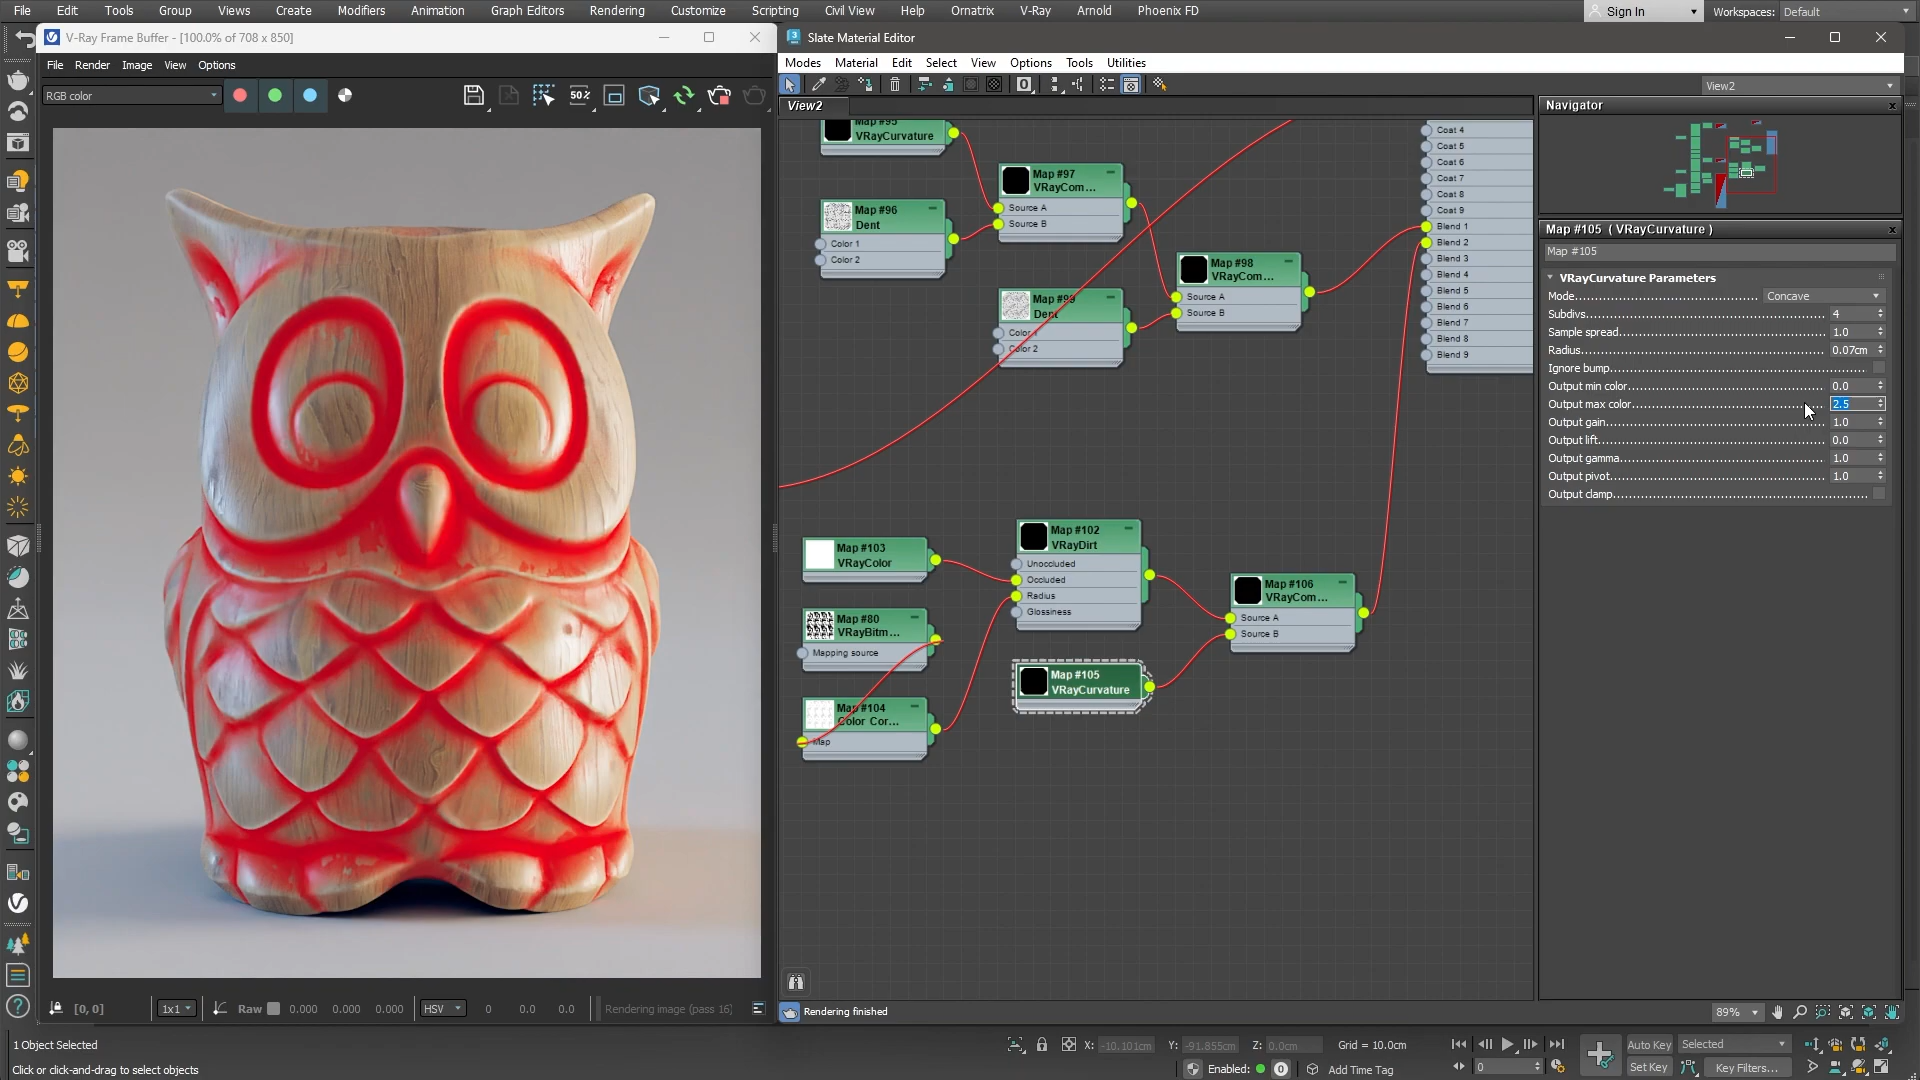 File Edit Tools Group Views Create Modifiers Animation Graph Editors Rendering Customize Scripting Civil View Help Ornatrix V-Ray Arnold Phoenix FD
Sign In Workspaces: Default
V-Ray Frame Buffer - [100.0% of 708 x 850]
File Render Image View Options
RGB color
50%
[0, 0] 1x1 Raw 0.000 0.000 0.000 HSV 0 0.0 0.0 Rendering image (pass 16)
3 Slate Material Editor
Modes Material Edit Select View Options Tools Utilities
0
View2
View2
Map #95
VRayCurvature
Map #96
Dent
Color 1
Color 2
Map #97
VRayCom...
Source A
Source B
Map #99
Dent
Color 1
Color 2
Map #98
VRayCom...
Source A
Source B
Coat 4
Coat 5
Coat 6
Coat 7
Coat 8
Coat 9
Blend 1
Blend 2
Blend 3
Blend 4
Blend 5
Blend 6
Blend 7
Blend 8
Blend 9
Map #103
VRayColor
Map #80
VRayBitm...
Mapping source
Map #104
Color Cor...
Map
Map #102
VRayDirt
Unoccluded
Occluded
Radius
Glossiness
Map #105
VRayCurvature
Map #106
VRayCom...
Source A
Source B
Rendering finished
89%
Navigator
Map #105 ( VRayCurvature )
Map #105
VRayCurvature Parameters
Mode Concave
Subdivs 4
Sample spread 1.0
Radius 0.07cm
Ignore bump
Output min color 0.0
Output max color 2.5
Output gain 1.0
Output lift 0.0
Output gamma 1.0
Output pivot 1.0
Output clamp
1 Object Selected
Click or click-and-drag to select objects
X: -10.101cm Y: -91.855cm Z: 0.0cm Grid = 10.0cm
Enabled: 0 Add Time Tag
0
Auto Key Selected
Set Key Key Filters...